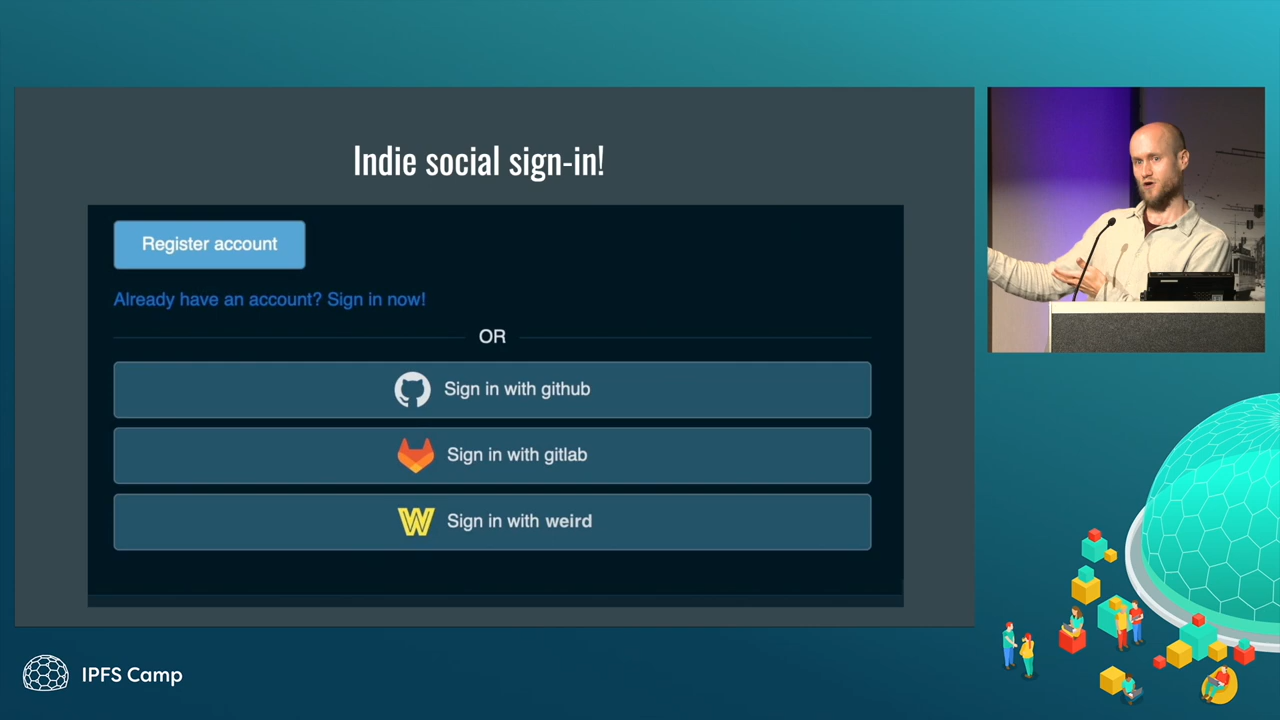 Indie social sign-in!
Register account
Already have an account? Sign in now!
OR
Sign in with github
Sign in with gitlab
W Sign in with weird
IPFS Camp